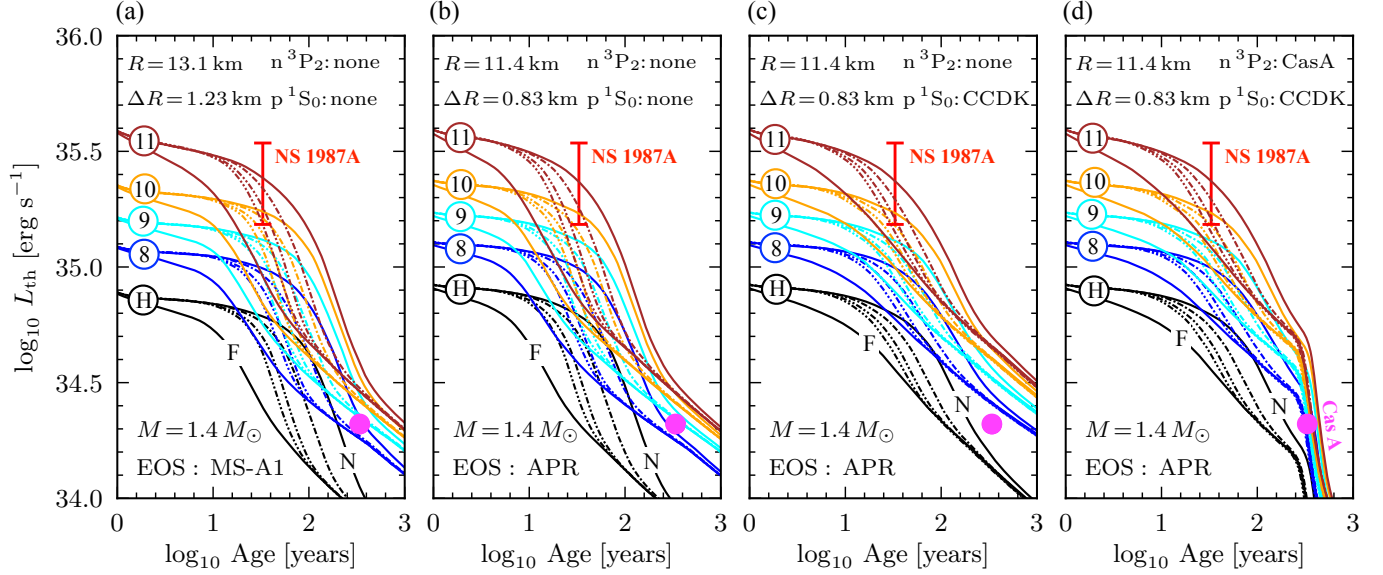 (a)
(b)
(c)
(d)
log₁₀ L_th [erg s⁻¹]
36.0
35.5
35.0
34.5
34.0
R = 13.1 km n ³P₂: none
ΔR = 1.23 km p ¹S₀: none
11
10
9
8
H
NS 1987A
F
N
M = 1.4 M⊙
EOS : MS-A1
0 1 2 3
log₁₀ Age [years]
R = 11.4 km n ³P₂: none
ΔR = 0.83 km p ¹S₀: none
11
10
9
8
H
NS 1987A
F
N
M = 1.4 M⊙
EOS : APR
0 1 2 3
log₁₀ Age [years]
R = 11.4 km n ³P₂: none
ΔR = 0.83 km p ¹S₀: CCDK
11
10
9
8
H
NS 1987A
F
N
M = 1.4 M⊙
EOS : APR
0 1 2 3
log₁₀ Age [years]
R = 11.4 km n ³P₂: CasA
ΔR = 0.83 km p ¹S₀: CCDK
11
10
9
8
H
NS 1987A
F
N
Cas A
M = 1.4 M⊙
EOS : APR
0 1 2 3
log₁₀ Age [years]